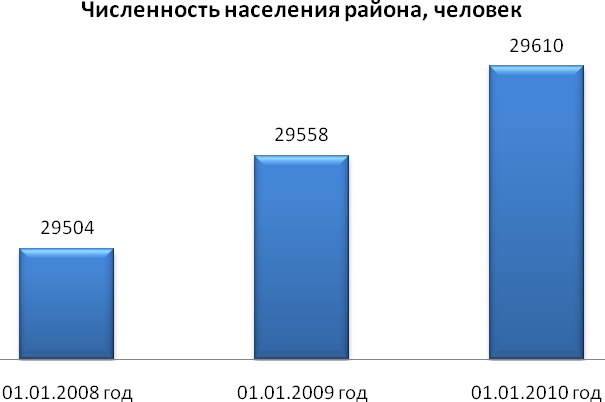 Численность населения района, человек
29610
29558
29504
01.01.2008 год
01.01.2009 год
01.01.2010 год